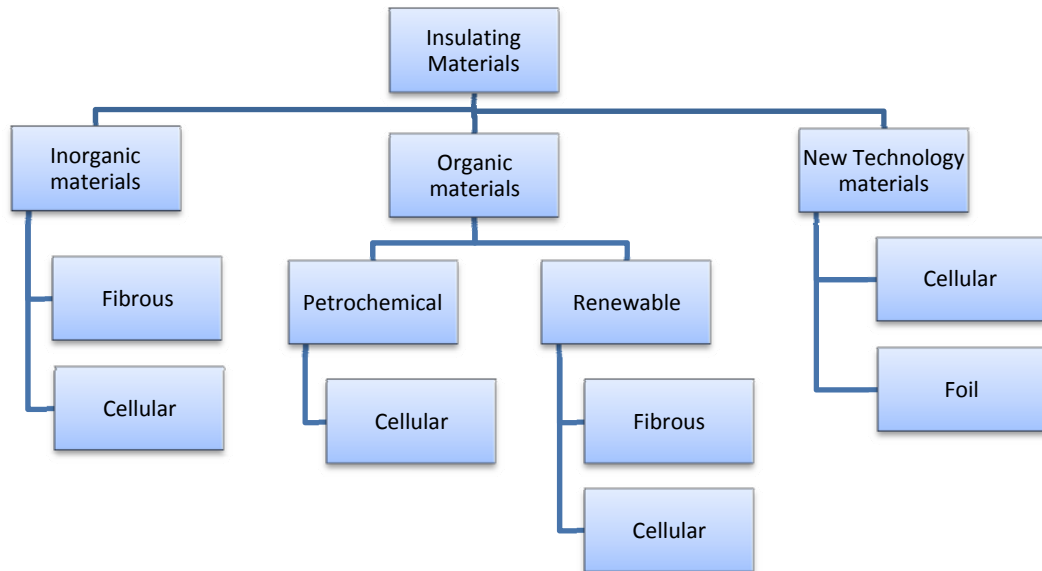 Insulating
Materials
Inorganic
materials
Organic
materials
New Technology
materials
Fibrous
Cellular
Petrochemical
Cellular
Renewable
Fibrous
Cellular
Cellular
Foil